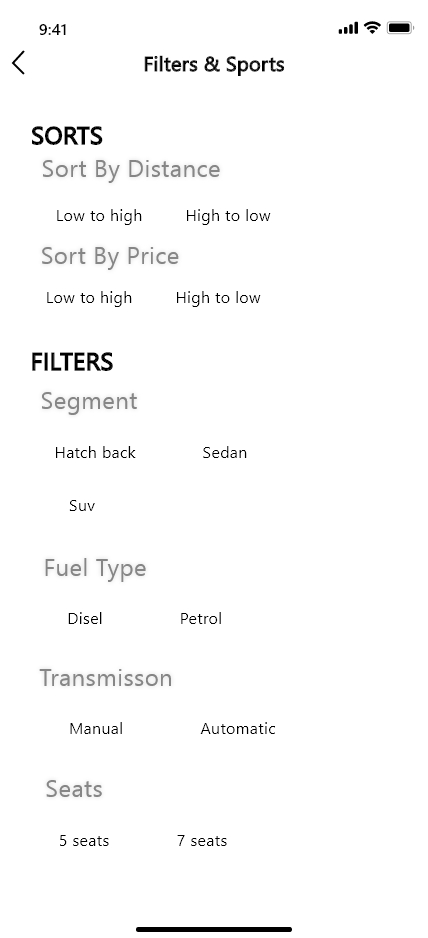 9:41
Filters & Sports
SORTS
Sort By Distance
Low to high High to low
Sort By Price
Low to high High to low
FILTERS
Segment
Hatch back Sedan
Suv
Fuel Type
Disel Petrol
Transmisson
Manual Automatic
Seats
5 seats 7 seats